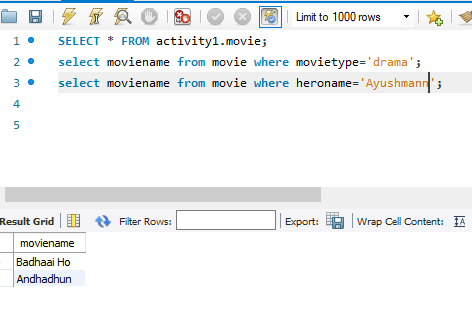 Limit to 1000 rows
1 SELECT * FROM activity1.movie;
2 select moviename from movie where movietype='drama';
3 select moviename from movie where heroname='Ayushmann';
4
5
Result Grid Filter Rows: Export: Wrap Cell Content:
moviename
Badhaai Ho
Andhadhun